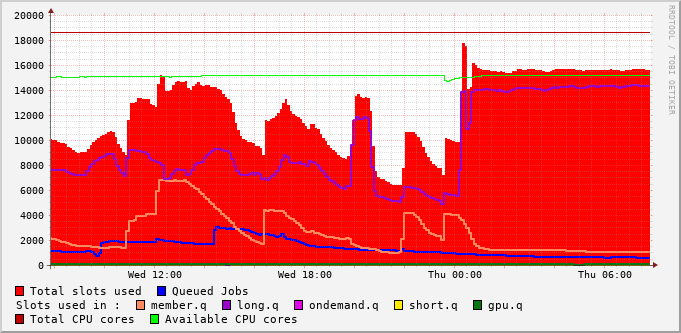 20000
18000
16000
14000
12000
10000
8000
6000
4000
2000
0
Wed 12:00 Wed 18:00 Thu 00:00 Thu 06:00
RRDTOOL / TOBI OETIKER
Total slots used Queued Jobs
Slots used in : member.q long.q ondemand.q short.q gpu.q
Total CPU cores Available CPU cores